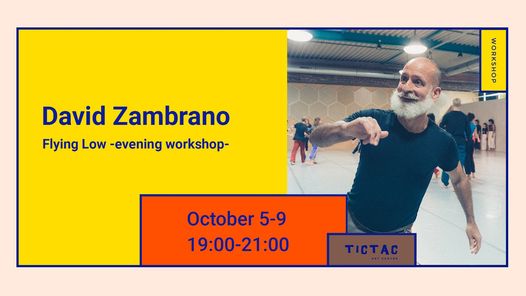 David Zambrano
Flying Low -evening workshop-
October 5-9
19:00-21:00
WORKSHOP
TICTAC
ART CENTRE